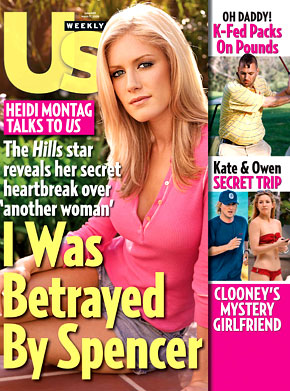 Us
WEEKLY
HEIDI MONTAG
TALKS TO US
The Hills star
reveals her secret
heartbreak over
'another woman'
I Was
Betrayed
By Spencer
OH DADDY!
K-Fed Packs
On Pounds
Kate & Owen
SECRET TRIP
CLOONEY'S
MYSTERY
GIRLFRIEND